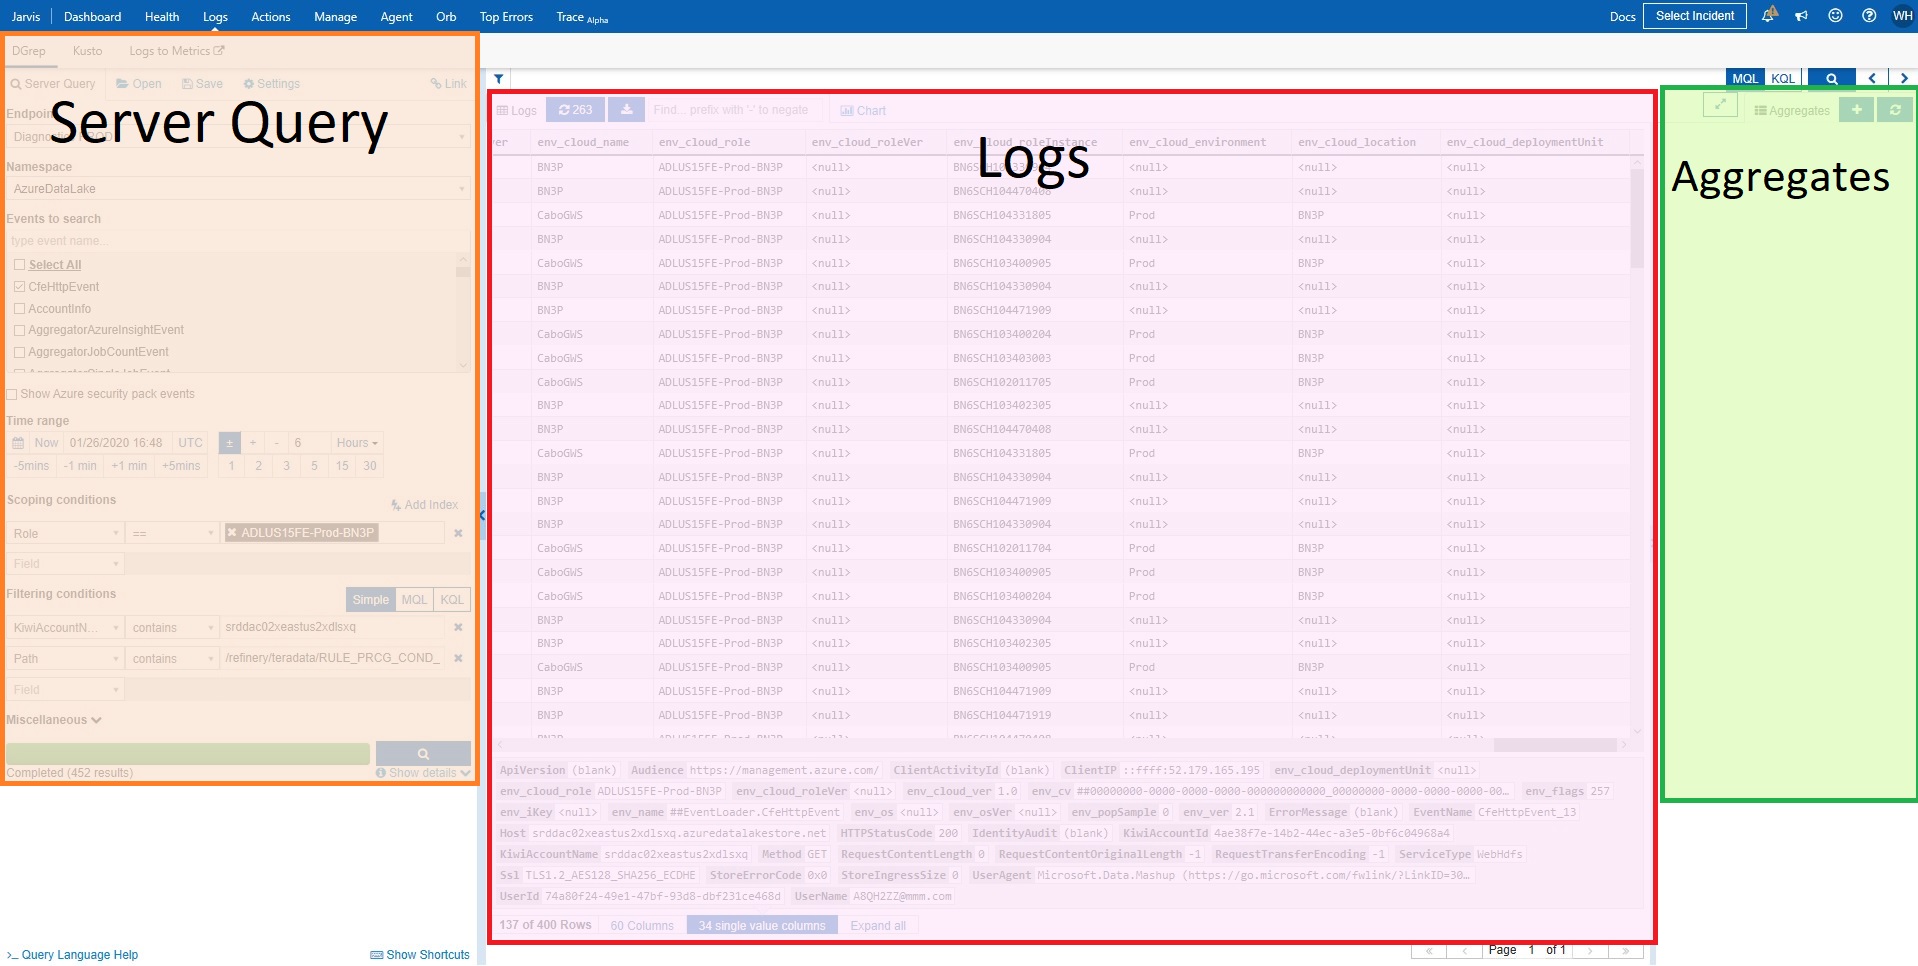 Jarvis Dashboard Health Logs Actions Manage Agent Orb Top Errors Trace Alpha Docs Select Incident WH
DGrep Kusto Logs to Metrics
Server Query Open Save Settings Link
Server Query
Endpoint
Namespace
AzureDataLake
Events to search
type event name...
Select All
CfeHttpEvent
AccountInfo
AggregatorAzureInsightEvent
AggregatorJobCountEvent
Show Azure security pack events
Time range
Now 01/26/2020 16:48 UTC ± + - 6 Hours
-5mins -1 min +1 min +5mins 1 2 3 5 15 30
Scoping conditions Add Index
Role == ADLUS15FE-Prod-BN3P
Field
Filtering conditions Simple MQL KQL
KiwiAccountN... contains srddac02xeastus2xdlsxq
Path contains /refinery/teradata/RULE_PRCG_COND_
Field
Miscellaneous
Completed (452 results) Show details
>_ Query Language Help Show Shortcuts
MQL KQL
Logs 263 Find... prefix with '-' to negate Chart
Logs
env_cloud_name env_cloud_role env_cloud_roleVer env_cloud_roleInstance env_cloud_environment env_cloud_location env_cloud_deploymentUnit
BN3P ADLUS15FE-Prod-BN3P <null> <null> <null> <null>
BN3P ADLUS15FE-Prod-BN3P <null> BN6SCH104470408 <null> <null> <null>
CaboGWS ADLUS15FE-Prod-BN3P <null> BN6SCH104331805 Prod BN3P <null>
BN3P ADLUS15FE-Prod-BN3P <null> BN6SCH104330904 <null> <null> <null>
CaboGWS ADLUS15FE-Prod-BN3P <null> BN6SCH103400905 Prod BN3P <null>
BN3P ADLUS15FE-Prod-BN3P <null> BN6SCH104330904 <null> <null> <null>
BN3P ADLUS15FE-Prod-BN3P <null> BN6SCH104471909 <null> <null> <null>
CaboGWS ADLUS15FE-Prod-BN3P <null> BN6SCH103400204 Prod BN3P <null>
CaboGWS ADLUS15FE-Prod-BN3P <null> BN6SCH103403003 Prod BN3P <null>
CaboGWS ADLUS15FE-Prod-BN3P <null> BN6SCH102011705 Prod BN3P <null>
BN3P ADLUS15FE-Prod-BN3P <null> BN6SCH103402305 <null> <null> <null>
BN3P ADLUS15FE-Prod-BN3P <null> BN6SCH104470408 <null> <null> <null>
CaboGWS ADLUS15FE-Prod-BN3P <null> BN6SCH104331805 Prod BN3P <null>
BN3P ADLUS15FE-Prod-BN3P <null> BN6SCH104330904 <null> <null> <null>
BN3P ADLUS15FE-Prod-BN3P <null> BN6SCH104471909 <null> <null> <null>
BN3P ADLUS15FE-Prod-BN3P <null> BN6SCH104330904 <null> <null> <null>
CaboGWS ADLUS15FE-Prod-BN3P <null> BN6SCH102011704 Prod BN3P <null>
CaboGWS ADLUS15FE-Prod-BN3P <null> BN6SCH103400905 Prod BN3P <null>
CaboGWS ADLUS15FE-Prod-BN3P <null> BN6SCH103400204 Prod BN3P <null>
BN3P ADLUS15FE-Prod-BN3P <null> BN6SCH104330904 <null> <null> <null>
BN3P ADLUS15FE-Prod-BN3P <null> BN6SCH103402305 <null> <null> <null>
CaboGWS ADLUS15FE-Prod-BN3P <null> BN6SCH103400905 Prod BN3P <null>
BN3P ADLUS15FE-Prod-BN3P <null> BN6SCH104471909 <null> <null> <null>
BN3P ADLUS15FE-Prod-BN3P <null> BN6SCH104471919 <null> <null> <null>
ApiVersion (blank) Audience https://management.azure.com/ ClientActivityId (blank) ClientIP ::ffff:52.179.165.195 env_cloud_deploymentUnit <null>
env_cloud_role ADLUS15FE-Prod-BN3P env_cloud_roleVer <null> env_cloud_ver 1.0 env_cv ##00000000-0000-0000-0000-000000000000_00000000-0000-0000-0000-00... env_flags 257
env_iKey <null> env_name ##EventLoader.CfeHttpEvent env_os <null> env_osVer <null> env_popSample 0 env_ver 2.1 ErrorMessage (blank) EventName CfeHttpEvent_13
Host srddac02xeastus2xdlsxq.azuredatalakestore.net HTTPStatusCode 200 IdentityAudit (blank) KiwiAccountId 4ae38f7e-14b2-44ec-a3e5-0bf6c04968a4
KiwiAccountName srddac02xeastus2xdlsxq Method GET RequestContentLength 0 RequestContentOriginalLength -1 RequestTransferEncoding -1 ServiceType WebHdfs
Ssl TLS1.2_AES128_SHA256_ECDHE StoreErrorCode 0x0 StoreIngressSize 0 UserAgent Microsoft.Data.Mashup (https://go.microsoft.com/fwlink/?LinkID=30...
UserId 74a80f24-49e1-47bf-93d8-dbf231ce468d UserName A8QH2ZZ@mmm.com
137 of 400 Rows 60 Columns 34 single value columns Expand all
« ‹ Page 1 of 1 › »
Aggregates
Aggregates